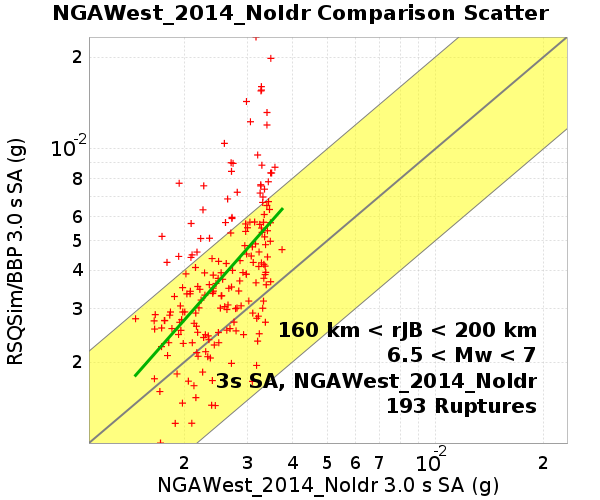 NGAWest_2014_NoIdr Comparison Scatter
RSQSim/BBP 3.0 s SA (g)
2
10-2
8
6
5
4
3
2
160 km < rJB < 200 km
6.5 < Mw < 7
3s SA, NGAWest_2014_NoIdr
193 Ruptures
2 3 4 5 6 7 10-2 2
NGAWest_2014_NoIdr 3.0 s SA (g)